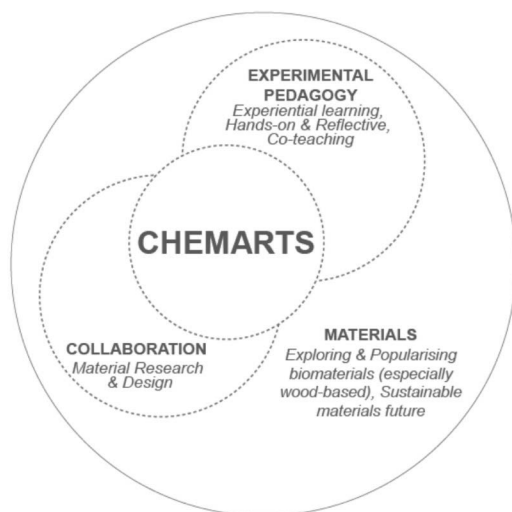 EXPERIMENTAL
PEDAGOGY
Experiential learning,
Hands-on & Reflective,
Co-teaching
CHEMARTS
COLLABORATION
Material Research
& Design
MATERIALS
Exploring & Popularising
biomaterials (especially
wood-based), Sustainable
materials future